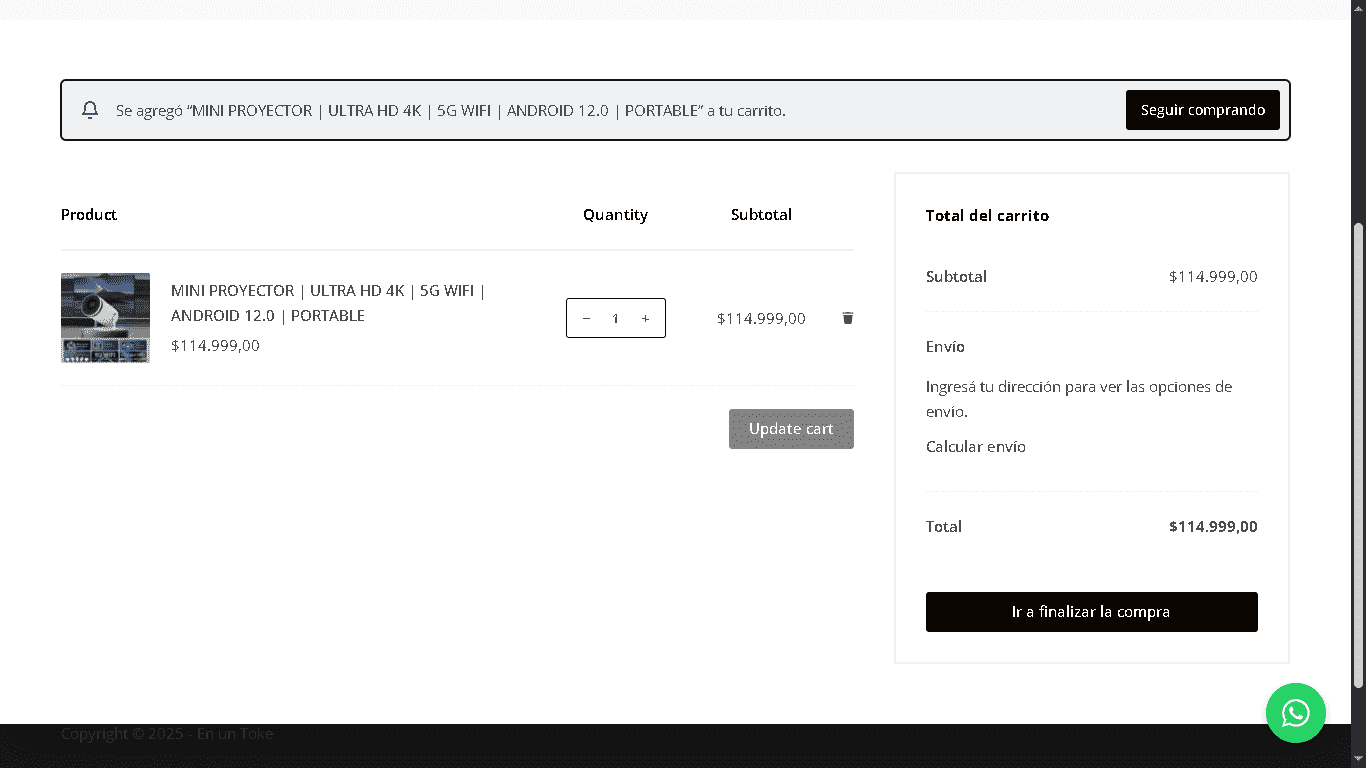 Se agregó “MINI PROYECTOR | ULTRA HD 4K | 5G WIFI | ANDROID 12.0 | PORTABLE” a tu carrito.
Seguir comprando
Product
Quantity
Subtotal
MINI PROYECTOR | ULTRA HD 4K | 5G WIFI |
ANDROID 12.0 | PORTABLE
$114.999,00
− 1 +
$114.999,00
Update cart
Total del carrito
Subtotal
$114.999,00
Envío
Ingresá tu dirección para ver las opciones de
envío.
Calcular envío
Total
$114.999,00
Ir a finalizar la compra
Copyright © 2025 - En un Toke